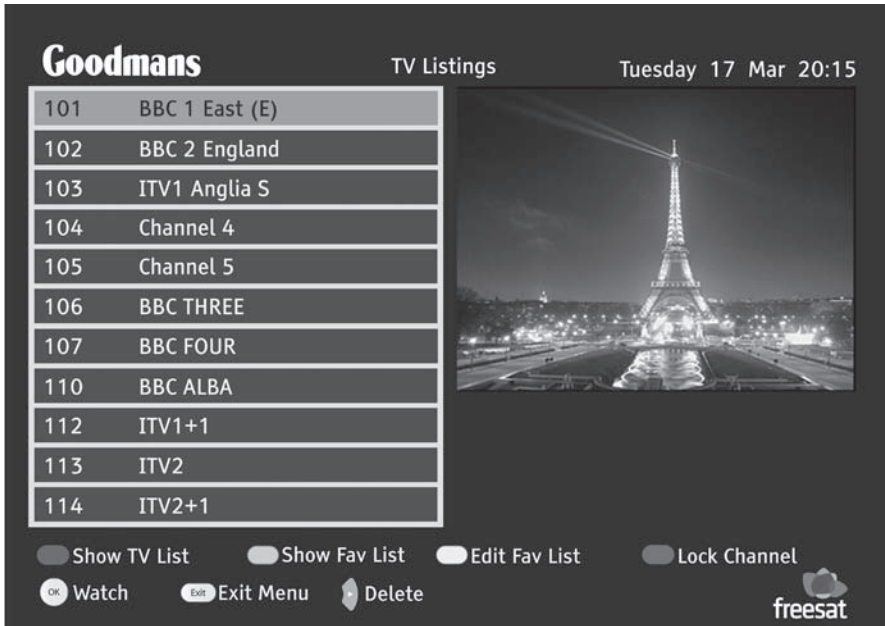 Goodmans TV Listings Tuesday 17 Mar 20:15
101 BBC 1 East (E)
102 BBC 2 England
103 ITV1 Anglia S
104 Channel 4
105 Channel 5
106 BBC THREE
107 BBC FOUR
110 BBC ALBA
112 ITV1+1
113 ITV2
114 ITV2+1
Show TV List Show Fav List Edit Fav List Lock Channel
OK Watch Exit Exit Menu Delete
freesat